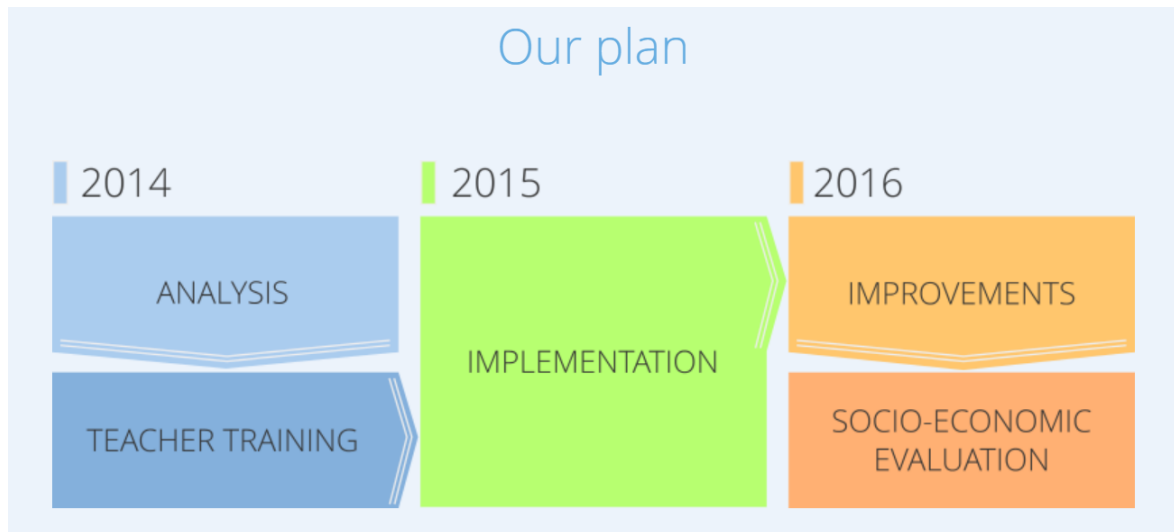 Our plan
2014
ANALYSIS
TEACHER TRAINING
2015
IMPLEMENTATION
2016
IMPROVEMENTS
SOCIO-ECONOMIC
EVALUATION